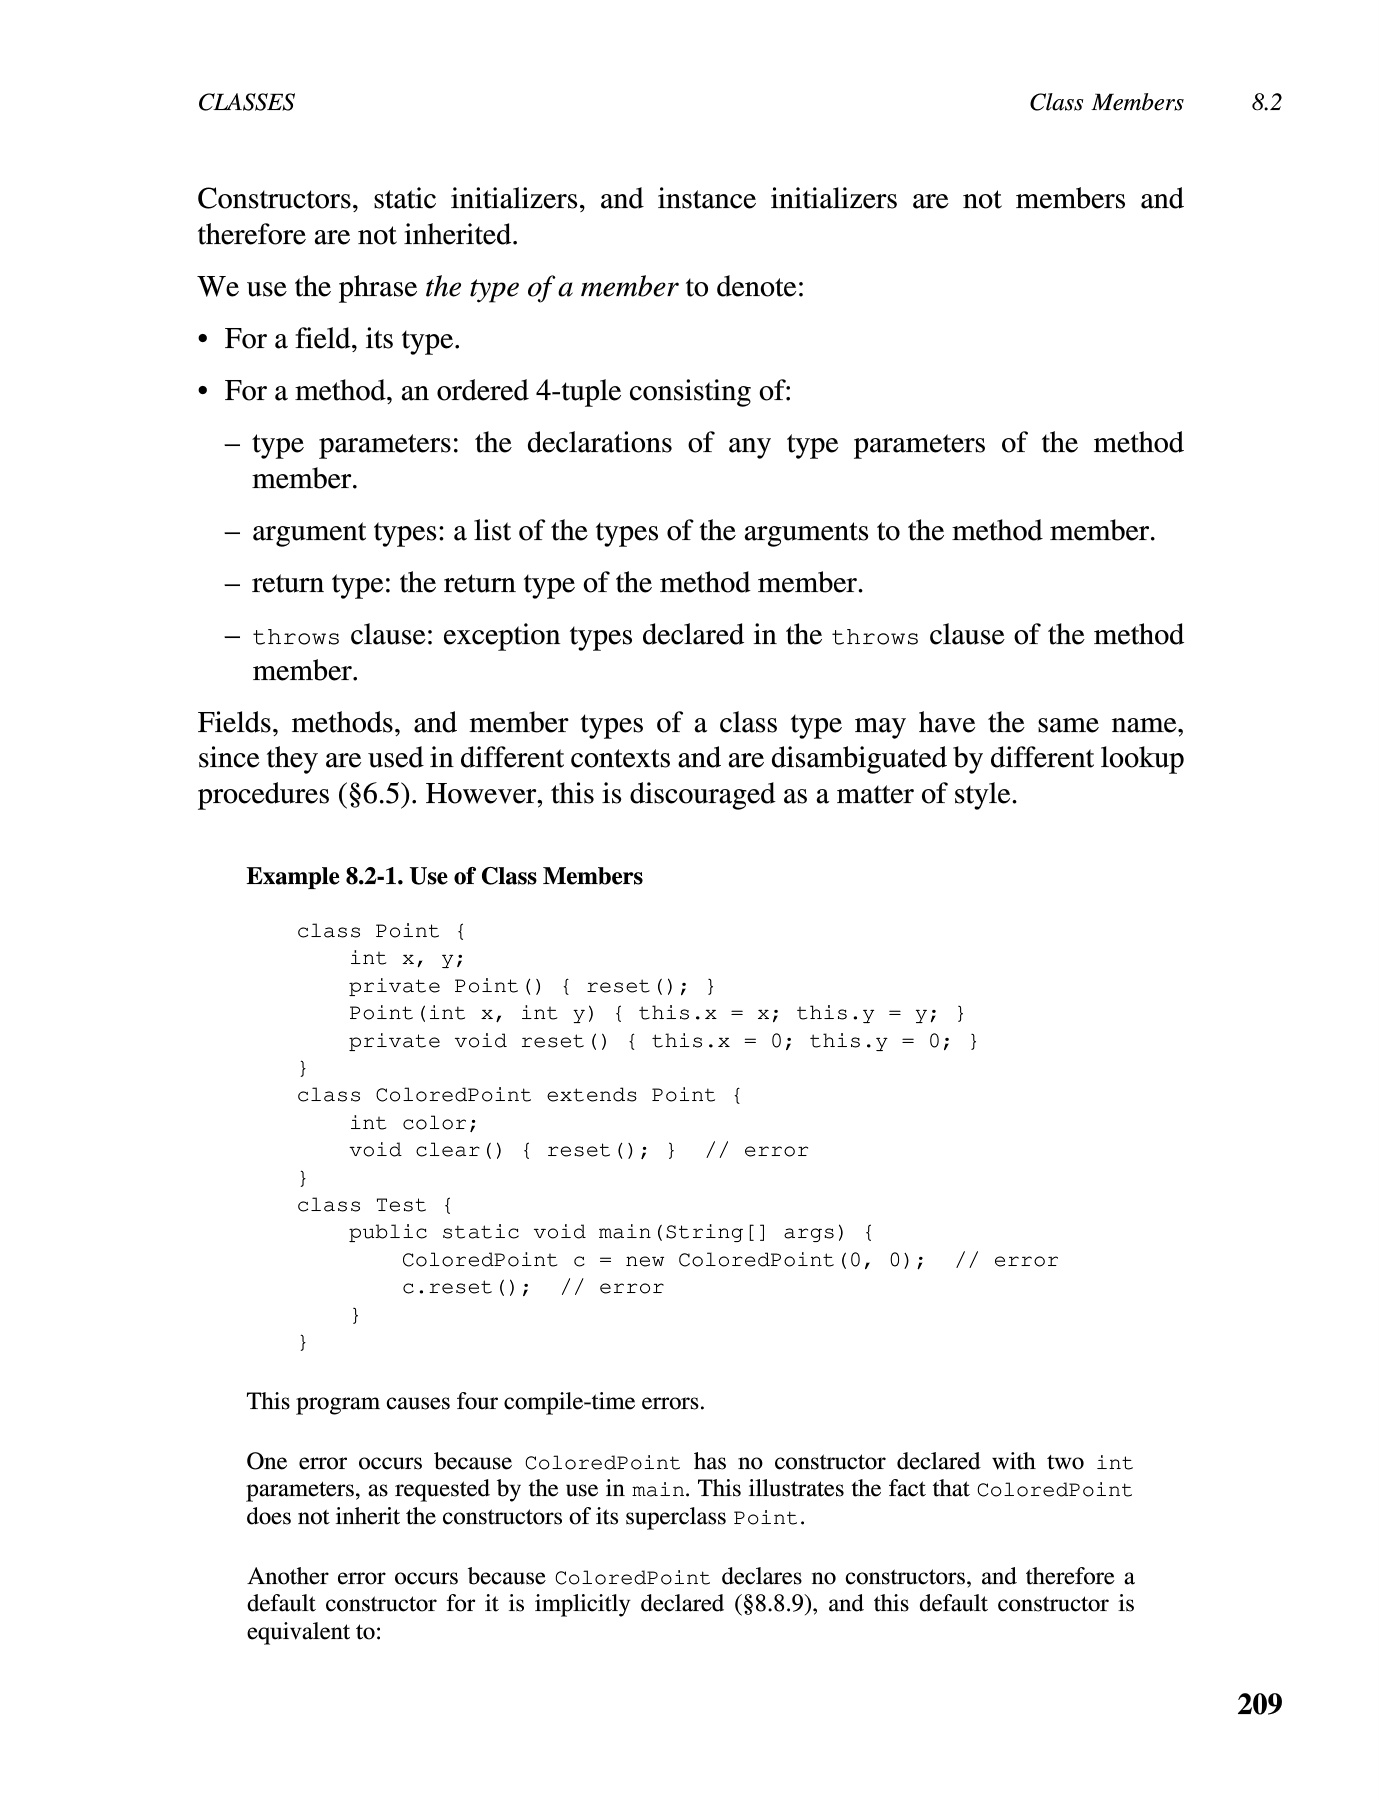 CLASSES Class Members 8.2
Constructors, static initializers, and instance initializers are not members and
therefore are not inherited.
We use the phrase the type of a member to denote:
• For a field, its type.
• For a method, an ordered 4-tuple consisting of:
– type parameters: the declarations of any type parameters of the method
member.
– argument types: a list of the types of the arguments to the method member.
– return type: the return type of the method member.
– throws clause: exception types declared in the throws clause of the method
member.
Fields, methods, and member types of a class type may have the same name,
since they are used in different contexts and are disambiguated by different lookup
procedures (§6.5). However, this is discouraged as a matter of style.
Example 8.2-1. Use of Class Members
class Point {
    int x, y;
    private Point() { reset(); }
    Point(int x, int y) { this.x = x; this.y = y; }
    private void reset() { this.x = 0; this.y = 0; }
}
class ColoredPoint extends Point {
    int color;
    void clear() { reset(); }  // error
}
class Test {
    public static void main(String[] args) {
        ColoredPoint c = new ColoredPoint(0, 0);  // error
        c.reset();  // error
    }
}
This program causes four compile-time errors.
One error occurs because ColoredPoint has no constructor declared with two int
parameters, as requested by the use in main. This illustrates the fact that ColoredPoint
does not inherit the constructors of its superclass Point.
Another error occurs because ColoredPoint declares no constructors, and therefore a
default constructor for it is implicitly declared (§8.8.9), and this default constructor is
equivalent to:
209